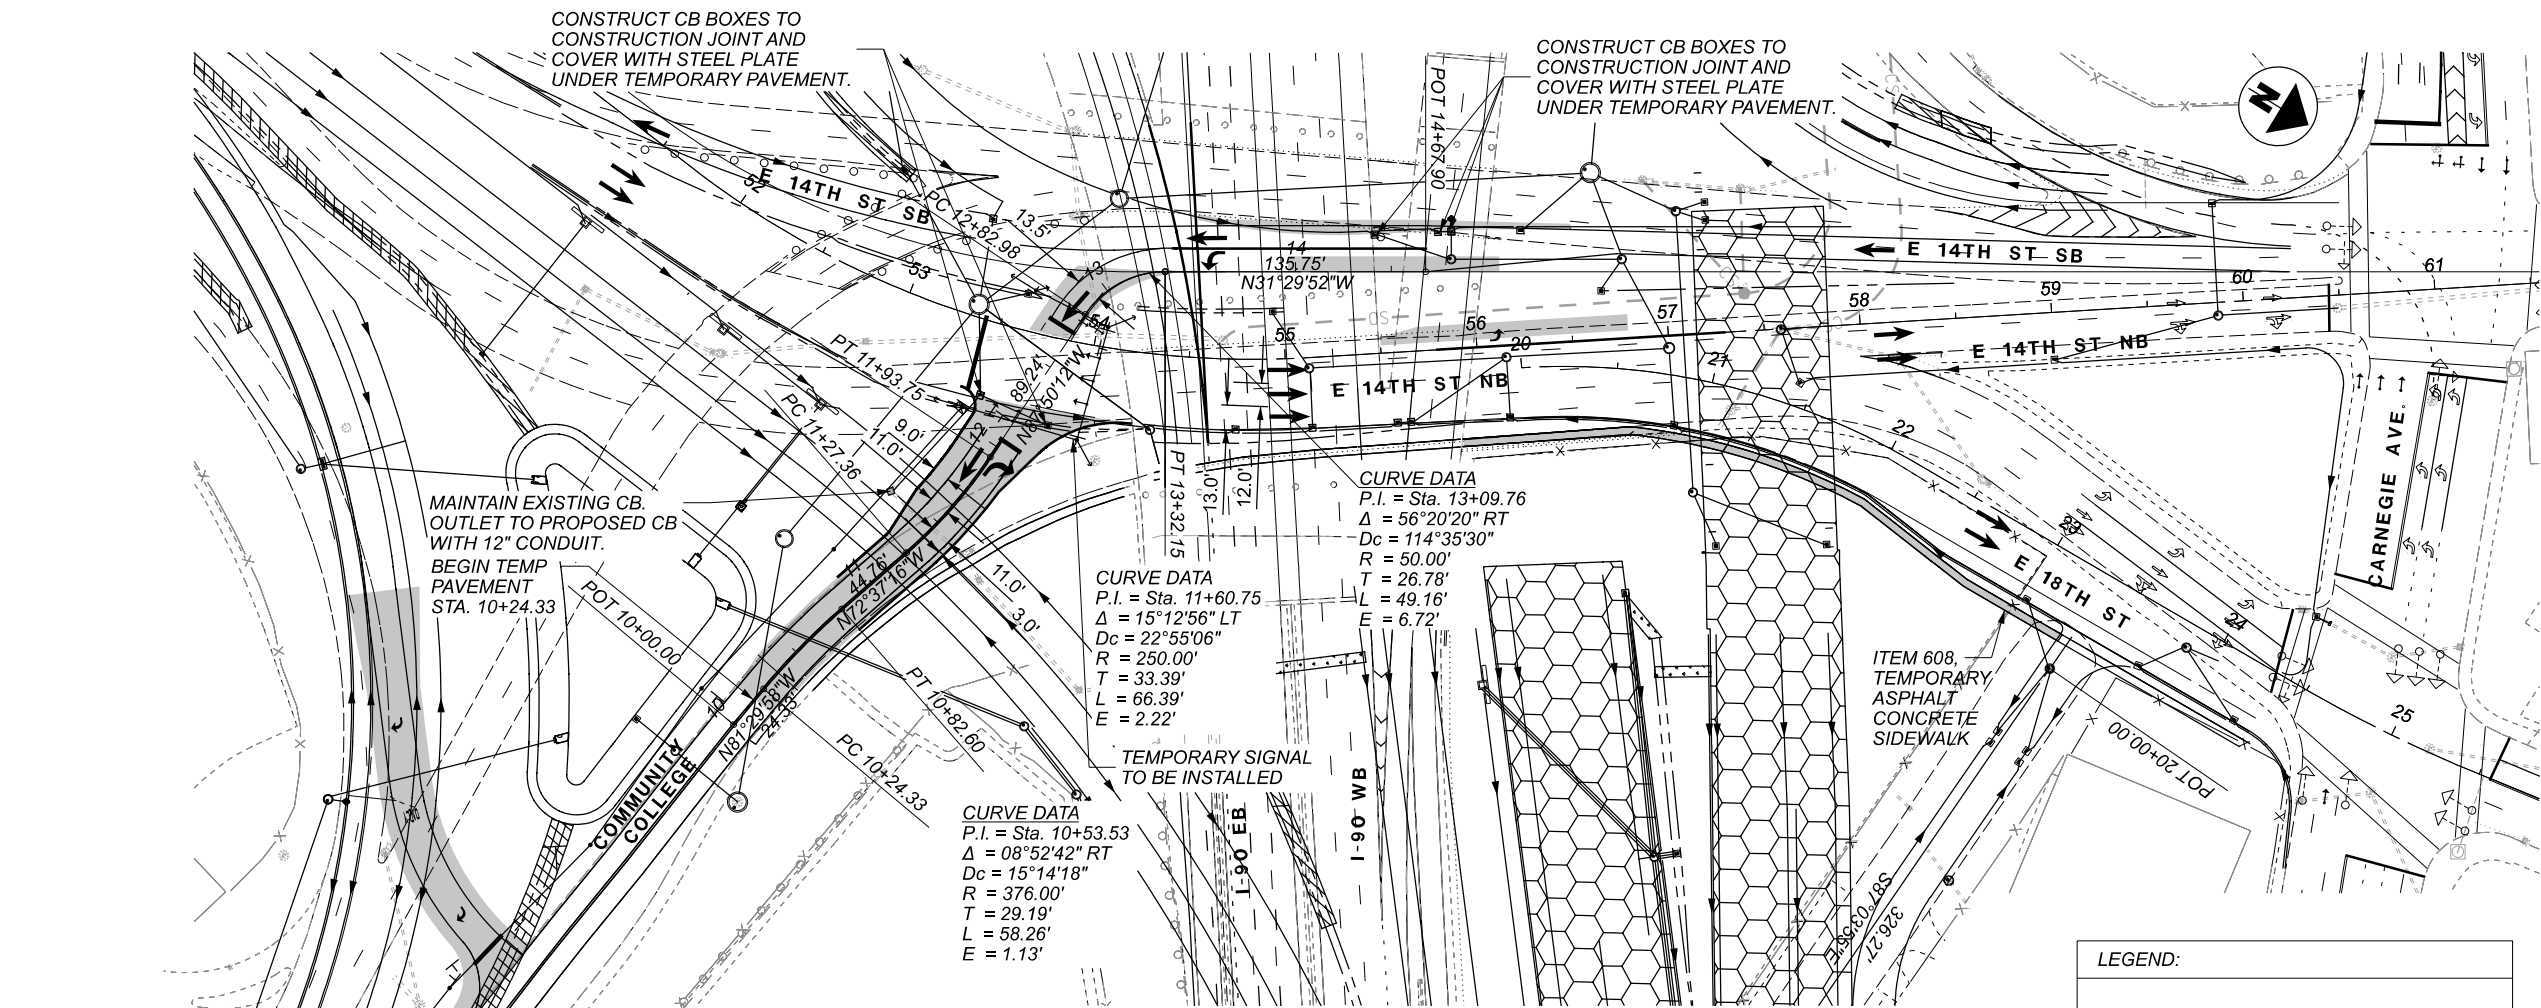 CONSTRUCT CB BOXES TO
CONSTRUCTION JOINT AND
COVER WITH STEEL PLATE
UNDER TEMPORARY PAVEMENT.
CONSTRUCT CB BOXES TO
CONSTRUCTION JOINT AND
COVER WITH STEEL PLATE
UNDER TEMPORARY PAVEMENT.
POT 14+67.90
N
52
E 14TH ST SB
PC 12+82.98
13.5'
53
13
54
14
135.75'
N31°29'52"W
E 14TH ST SB
55
56
57
58
59
60
61
20
21
22
23
24
25
E 14TH ST NB
E 14TH ST NB
PT 11+93.75
PC 11+27.36
9.0'
11.0'
12
89.24'
N87°50'12"W
PT 13+32.15
13.0'
12.0'
CARNEGIE AVE.
E 18TH ST
MAINTAIN EXISTING CB.
OUTLET TO PROPOSED CB
WITH 12" CONDUIT.
BEGIN TEMP
PAVEMENT
STA. 10+24.33
POT 10+00.00
44.76'
N72°37'16"W
11.0'
3.0'
PT 10+82.60
10
N81°29'58"W
24.33'
PC 10+24.33
COMMUNITY
COLLEGE
CURVE DATA
P.I. = Sta. 13+09.76
Δ = 56°20'20" RT
Dc = 114°35'30"
R = 50.00'
T = 26.78'
L = 49.16'
E = 6.72'
CURVE DATA
P.I. = Sta. 11+60.75
Δ = 15°12'56" LT
Dc = 22°55'06"
R = 250.00'
T = 33.39'
L = 66.39'
E = 2.22'
TEMPORARY SIGNAL
TO BE INSTALLED
CURVE DATA
P.I. = Sta. 10+53.53
Δ = 08°52'42" RT
Dc = 15°14'18"
R = 376.00'
T = 29.19'
L = 58.26'
E = 1.13'
I-90 EB
I-90 WB
ITEM 608,
TEMPORARY
ASPHALT
CONCRETE
SIDEWALK
POT 20+00.00
S87°03'55"E
326.27'
LEGEND: